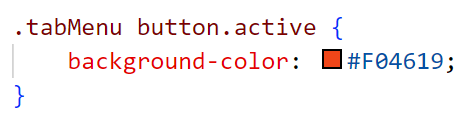 .tabMenu button.active {
    background-color: #F04619;
}